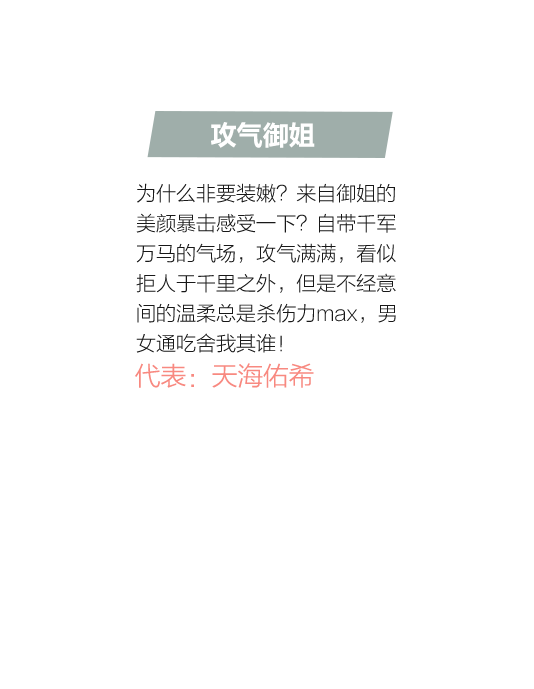 攻气御姐
为什么非要装嫩？来自御姐的
美颜暴击感受一下？自带千军
万马的气场，攻气满满，看似
拒人于千里之外，但是不经意
间的温柔总是杀伤力max，男
女通吃舍我其谁！
代表：天海佑希